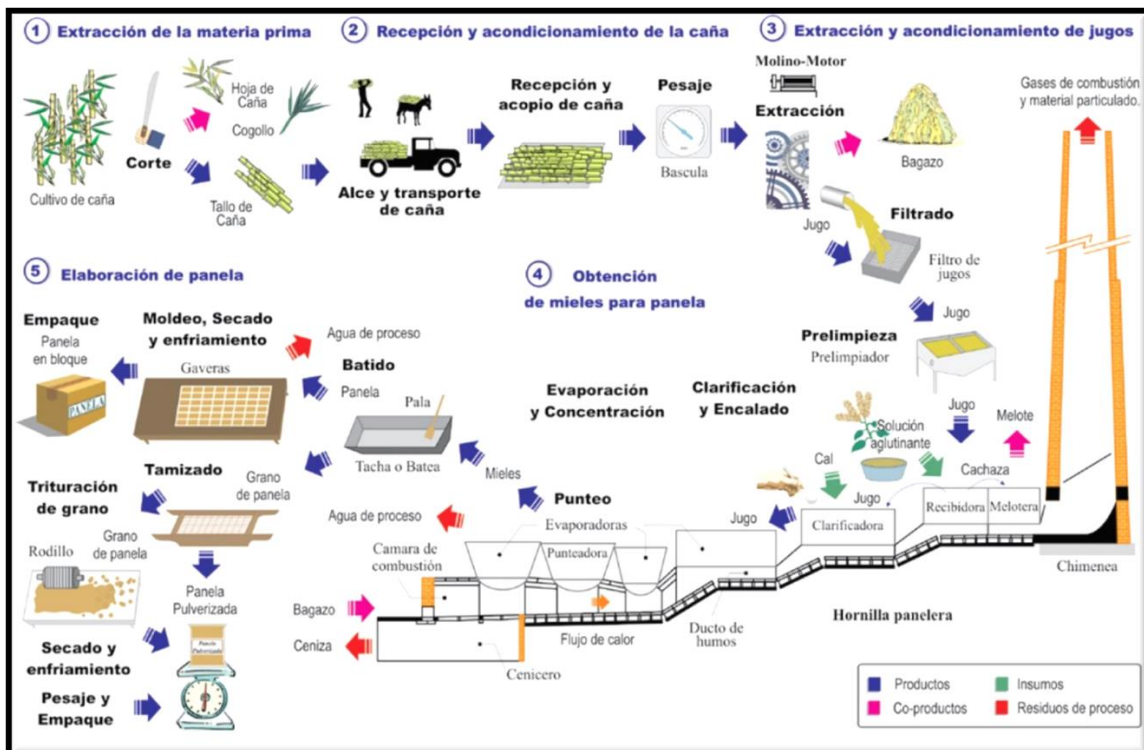 1 Extracción de la materia prima
Hoja de
Caña
Cogollo
Corte
Cultivo de caña
Tallo de
Caña
2 Recepción y acondicionamiento de la caña
Alce y transporte
de caña
Recepción y
acopio de caña
Pesaje
Bascula
3 Extracción y acondicionamiento de jugos
Molino-Motor
Extracción
Bagazo
Jugo
Filtrado
Filtro de
jugos
Jugo
Prelimpieza
Prelimpiador
Jugo
Melote
Gases de combustión
y material particulado.
4 Obtención
de mieles para panela
Evaporación
y Concentración
Clarificación
y Encalado
Solución
aglutinante
Cal
Cachaza
Jugo
Jugo
Clarificadora
Recibidora
Melotera
Mieles
Punteo
Evaporadoras
Punteadora
Agua de proceso
Camara de
combustión
Bagazo
Ceniza
Cenicero
Flujo de calor
Ducto de
humos
Hornilla panelera
Chimenea
5 Elaboración de panela
Batido
Panela
Pala
Tacha o Batea
Moldeo, Secado
y enfriamiento
Gaveras
Agua de proceso
Empaque
Panela
en bloque
PANELA
Grano
de panela
Tamizado
Trituración
de grano
Grano
de panela
Rodillo
Panela
Pulverizada
Panela
Pulverizada
Secado y
enfriamiento
Pesaje y
Empaque
Productos
Co-productos
Insumos
Residuos de proceso